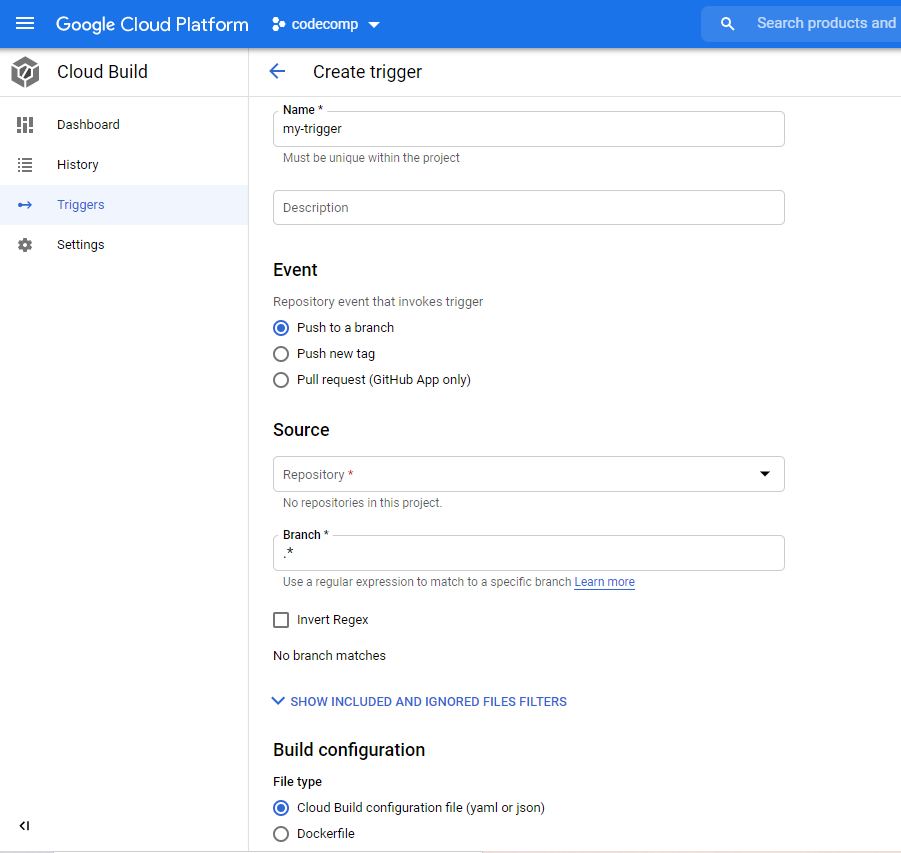 Google Cloud Platform codecomp Search products and
Cloud Build Create trigger
Dashboard
History
Triggers
Settings
Name *
my-trigger
Must be unique within the project
Description
Event
Repository event that invokes trigger
Push to a branch
Push new tag
Pull request (GitHub App only)
Source
Repository *
No repositories in this project.
Branch *
.*
Use a regular expression to match to a specific branch Learn more
Invert Regex
No branch matches
SHOW INCLUDED AND IGNORED FILES FILTERS
Build configuration
File type
Cloud Build configuration file (yaml or json)
Dockerfile